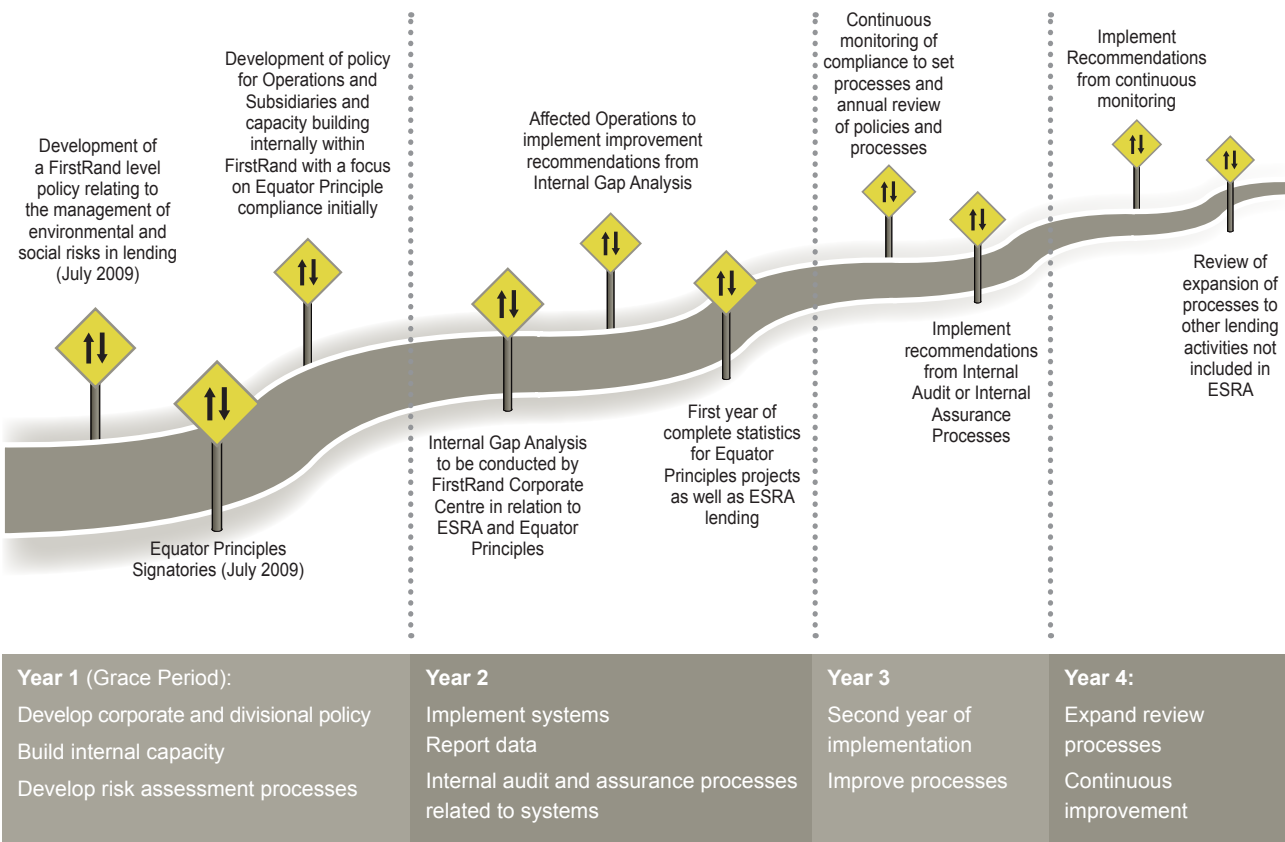 Development of
a FirstRand level
policy relating to
the management of
environmental and
social risks in lending
(July 2009)
Equator Principles
Signatories (July 2009)
Development of policy
for Operations and
Subsidiaries and
capacity building
internally within
FirstRand with a focus
on Equator Principle
compliance initially
Internal Gap Analysis
to be conducted by
FirstRand Corporate
Centre in relation to
ESRA and Equator
Principles
Affected Operations to
implement improvement
recommendations from
Internal Gap Analysis
First year of
complete statistics
for Equator
Principles projects
as well as ESRA
lending
Continuous
monitoring of
compliance to set
processes and
annual review
of policies and
processes
Implement
recommendations
from Internal
Audit or Internal
Assurance
Processes
Implement
Recommendations
from continuous
monitoring
Review of
expansion of
processes to
other lending
activities not
included in
ESRA
Year 1 (Grace Period):
Develop corporate and divisional policy
Build internal capacity
Develop risk assessment processes
Year 2
Implement systems
Report data
Internal audit and assurance processes
related to systems
Year 3
Second year of
implementation
Improve processes
Year 4:
Expand review
processes
Continuous
improvement